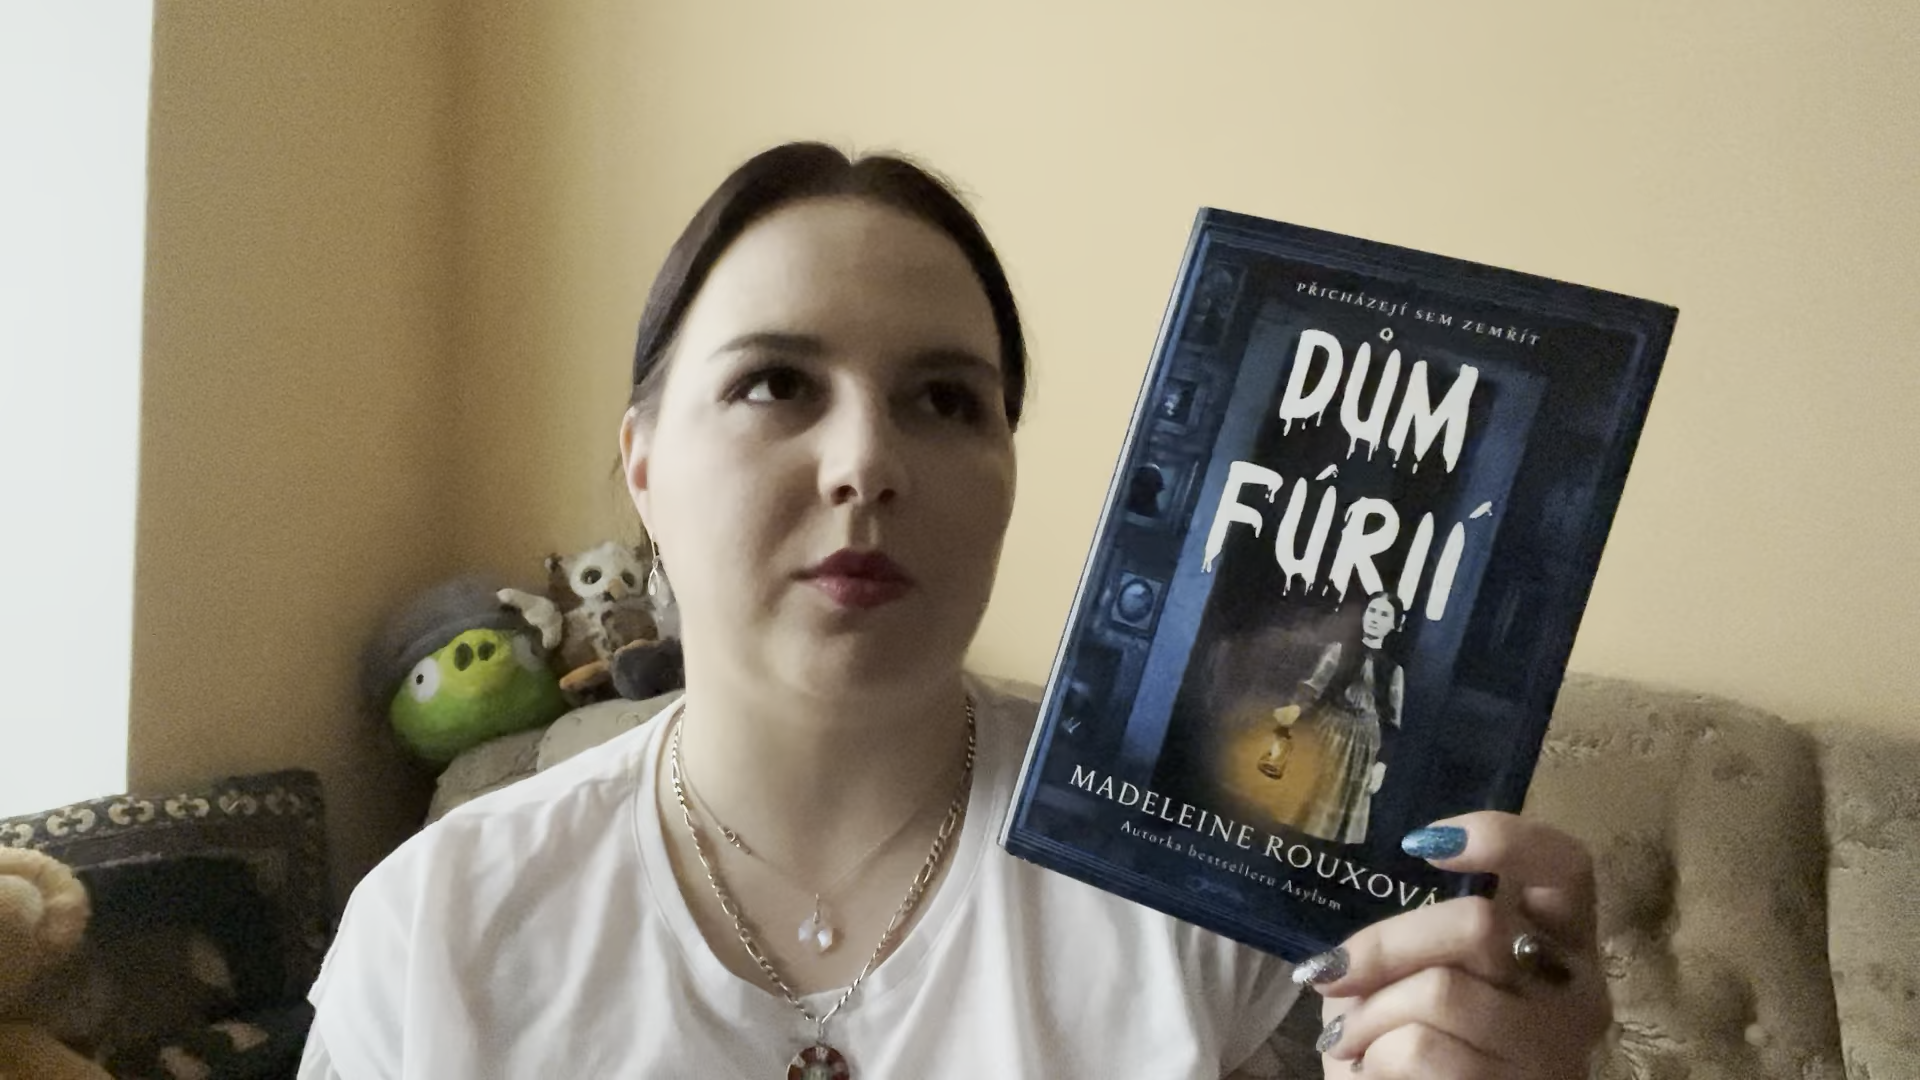 PŘICHÁZEJÍ SEM ZEMŘÍT
DŮM
FÚRIÍ
MADELEINE ROUXOVÁ
Autorka bestselleru Asylum